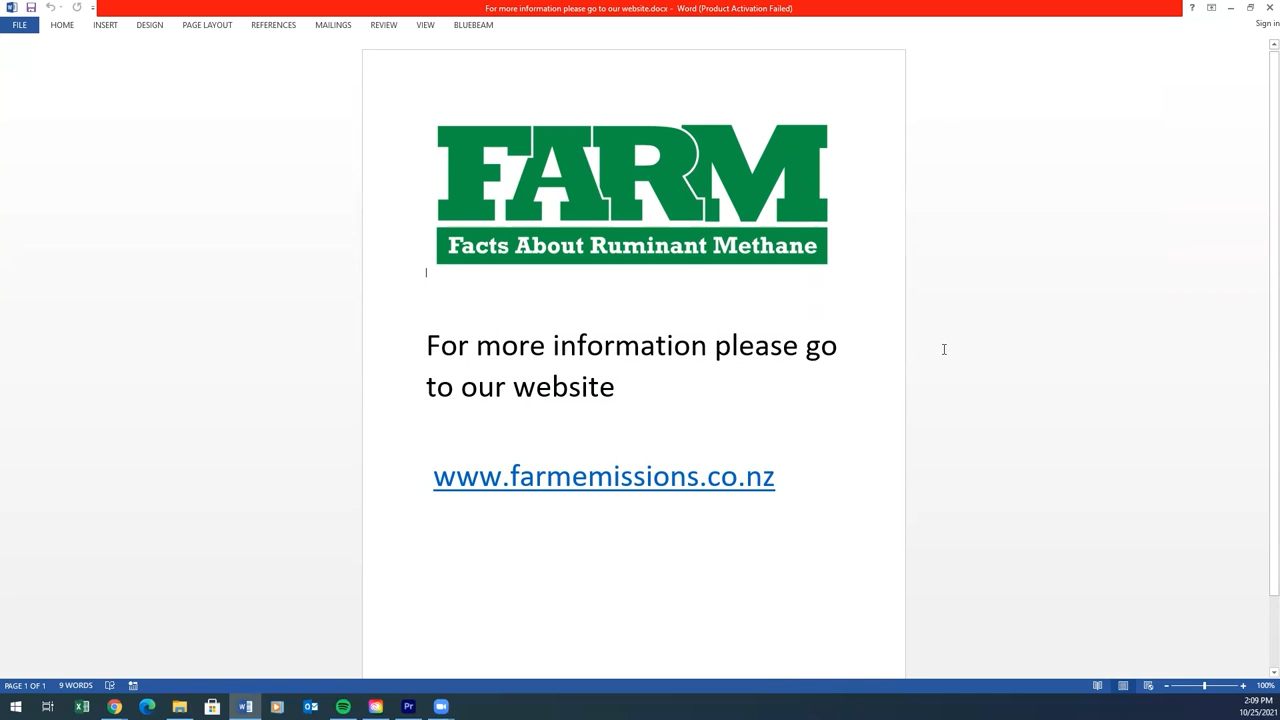 For more information please go to our website.docx - Word (Product Activation Failed)
FILE HOME INSERT DESIGN PAGE LAYOUT REFERENCES MAILINGS REVIEW VIEW BLUEBEAM
Sign in
FARM
Facts About Ruminant Methane
For more information please go
to our website
www.farmemissions.co.nz
PAGE 1 OF 1 9 WORDS
100%
Pr
2:09 PM
10/25/2021